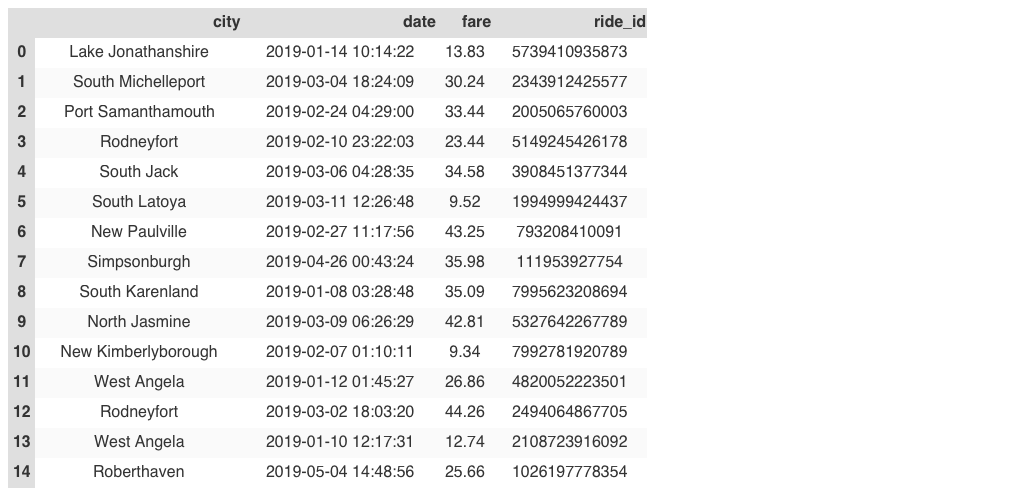 city date fare ride_id
0 Lake Jonathanshire 2019-01-14 10:14:22 13.83 5739410935873
1 South Michelleport 2019-03-04 18:24:09 30.24 2343912425577
2 Port Samanthamouth 2019-02-24 04:29:00 33.44 2005065760003
3 Rodneyfort 2019-02-10 23:22:03 23.44 5149245426178
4 South Jack 2019-03-06 04:28:35 34.58 3908451377344
5 South Latoya 2019-03-11 12:26:48 9.52 1994999424437
6 New Paulville 2019-02-27 11:17:56 43.25 793208410091
7 Simpsonburgh 2019-04-26 00:43:24 35.98 111953927754
8 South Karenland 2019-01-08 03:28:48 35.09 7995623208694
9 North Jasmine 2019-03-09 06:26:29 42.81 5327642267789
10 New Kimberlyborough 2019-02-07 01:10:11 9.34 7992781920789
11 West Angela 2019-01-12 01:45:27 26.86 4820052223501
12 Rodneyfort 2019-03-02 18:03:20 44.26 2494064867705
13 West Angela 2019-01-10 12:17:31 12.74 2108723916092
14 Roberthaven 2019-05-04 14:48:56 25.66 1026197778354